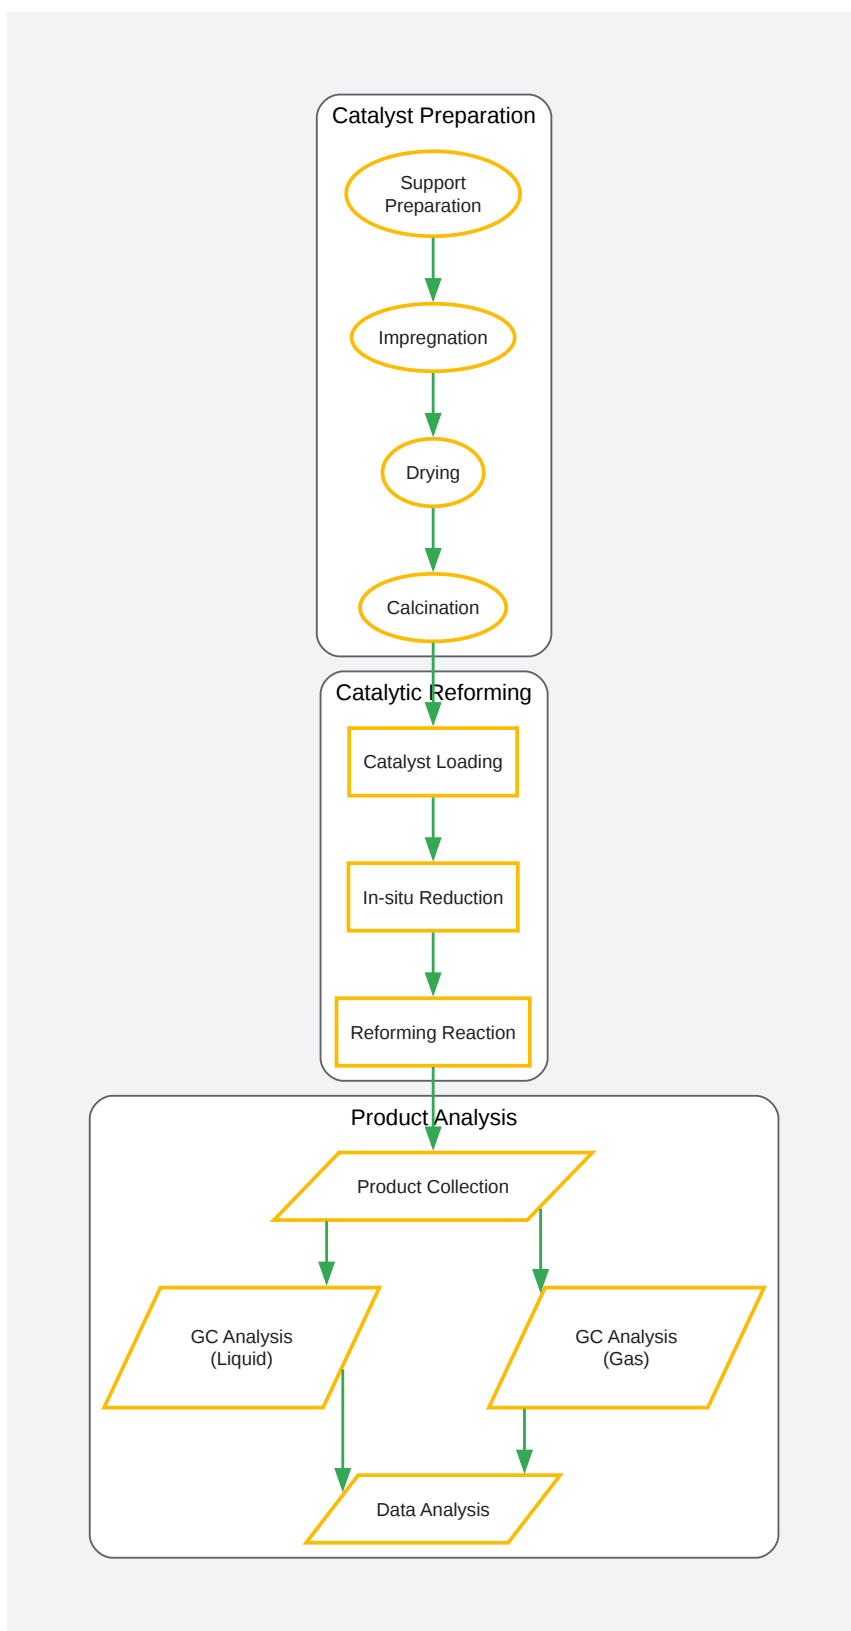 Catalyst Preparation
Support
Preparation
Impregnation
Drying
Calcination
Catalytic Reforming
Catalyst Loading
In-situ Reduction
Reforming Reaction
Product Analysis
Product Collection
GC Analysis
(Liquid)
GC Analysis
(Gas)
Data Analysis